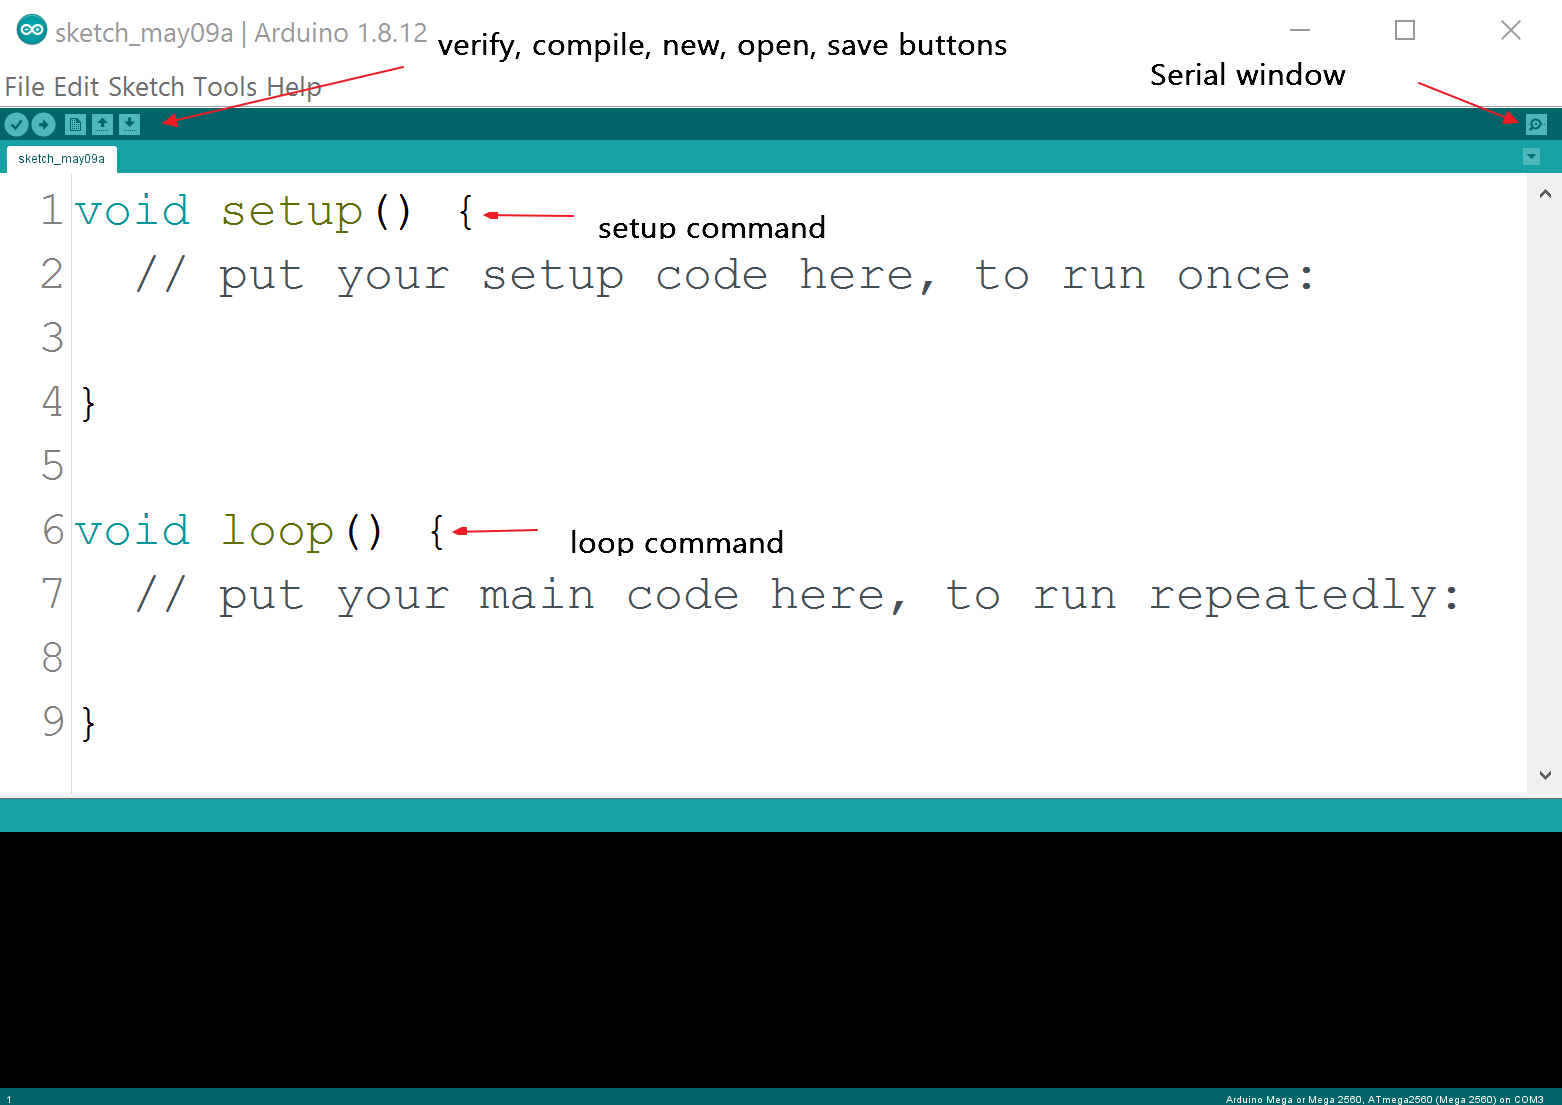 sketch_may09a | Arduino 1.8.12
verify, compile, new, open, save buttons
Serial window
File Edit Sketch Tools Help
sketch_may09a
1 void setup() {
setup command
2   // put your setup code here, to run once:
3
4 }
5
6 void loop() {
loop command
7   // put your main code here, to run repeatedly:
8
9 }
1
Arduino Mega or Mega 2560, ATmega2560 (Mega 2560) on COM3